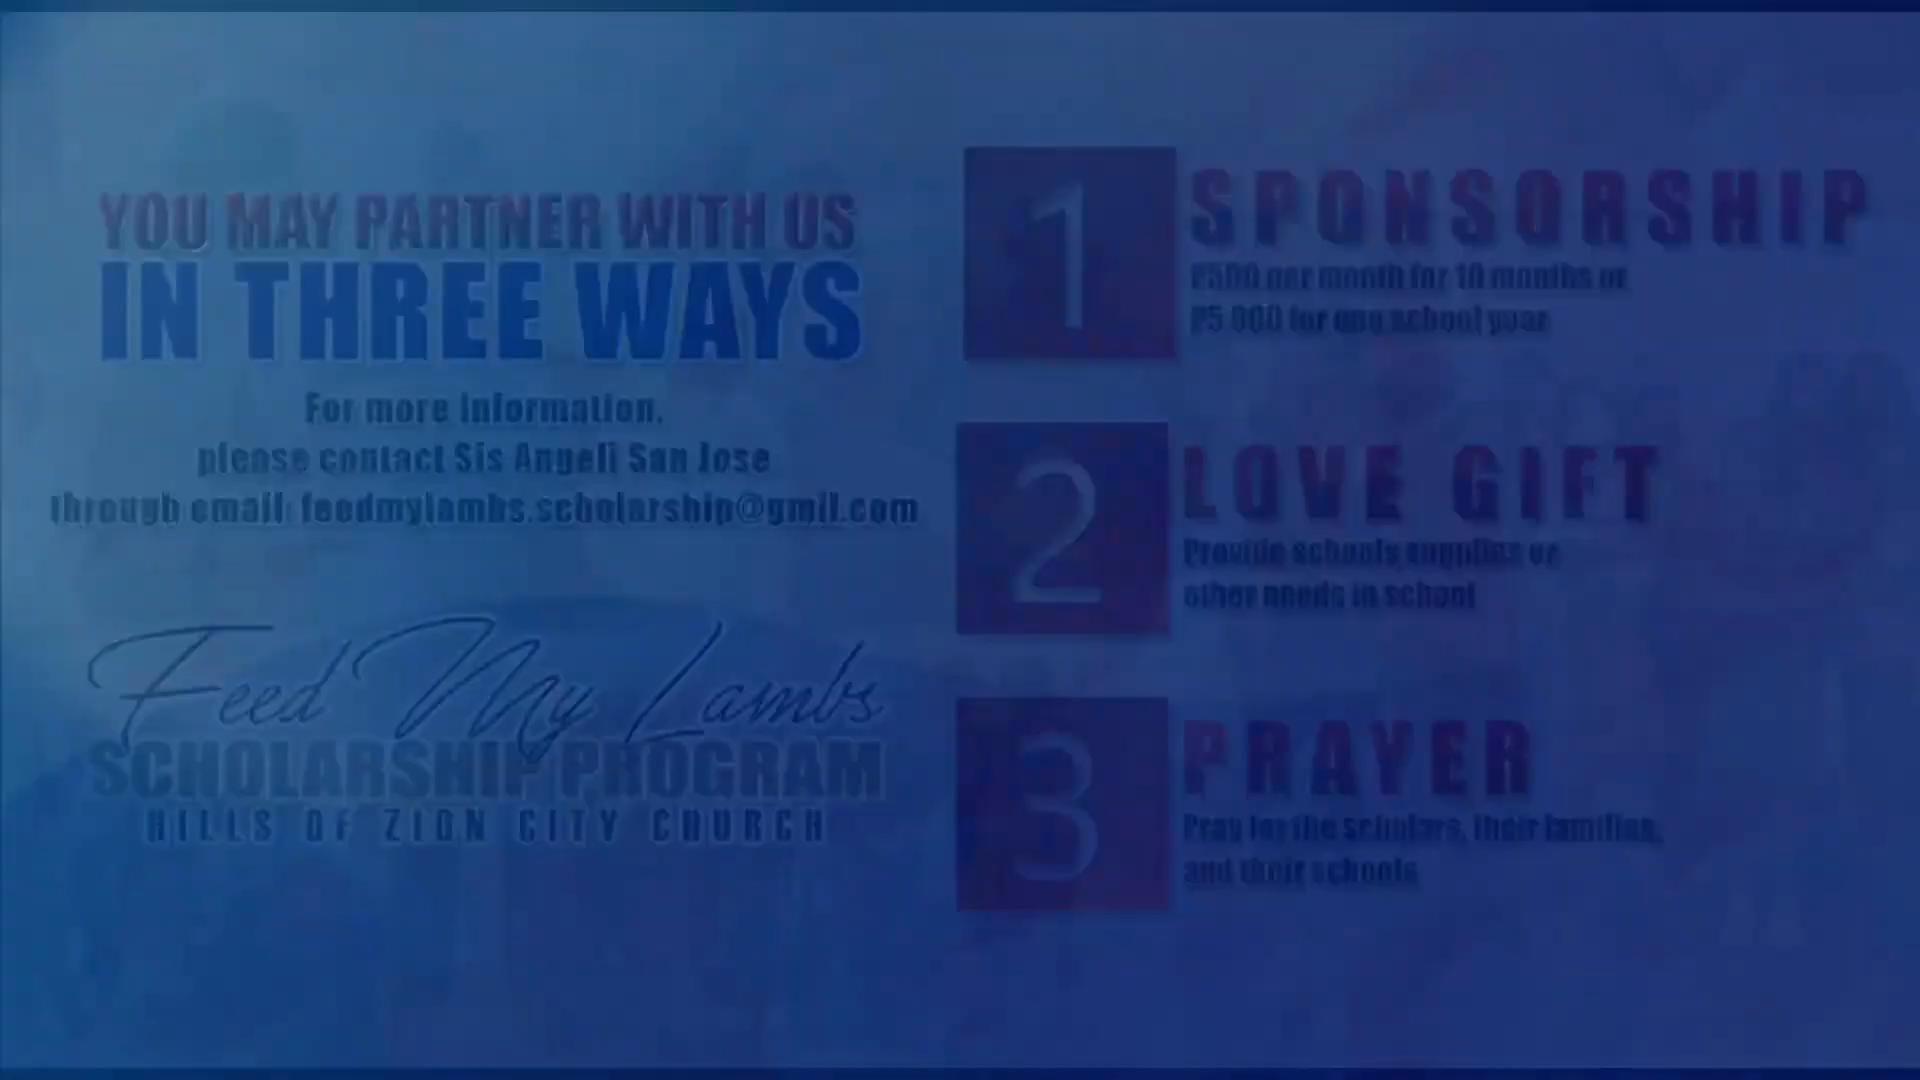 YOU MAY PARTNER WITH US
IN THREE WAYS
For more information,
please contact Sis Angeli San Jose
through email: feedmylambs.scholarship@gmil.com
Feed My Lambs
SCHOLARSHIP PROGRAM
HILLS OF ZION CITY CHURCH
1
SPONSORSHIP
₱500 per month for 10 months or
₱5,000 for one school year
2
LOVE GIFT
Provide schools supplies or
other needs in school
3
PRAYER
Pray for the scholars, their families,
and their schools